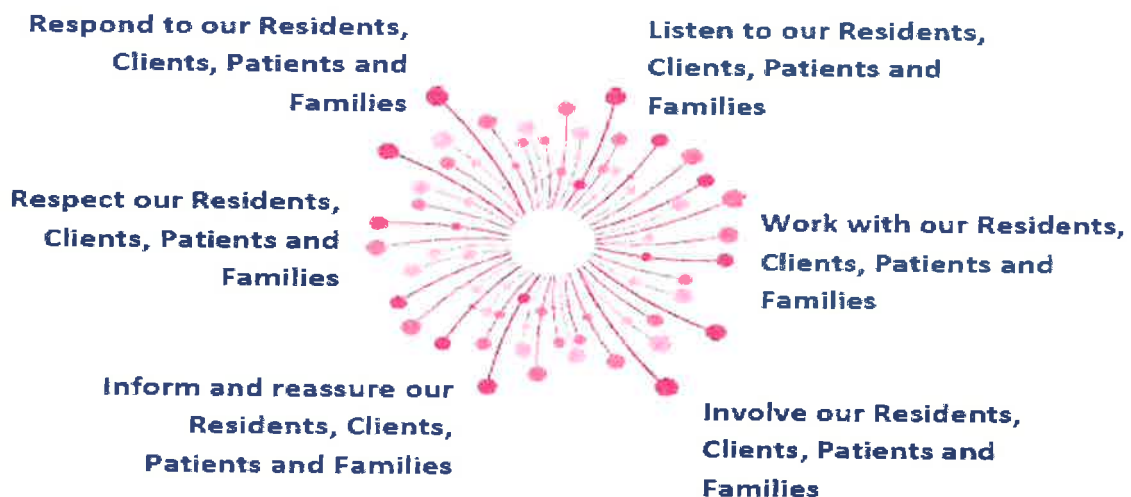 Respond to our Residents,
Clients, Patients and
Families
Listen to our Residents,
Clients, Patients and
Families
Respect our Residents,
Clients, Patients and
Families
Work with our Residents,
Clients, Patients and
Families
Inform and reassure our
Residents, Clients,
Patients and Families
Involve our Residents,
Clients, Patients and
Families